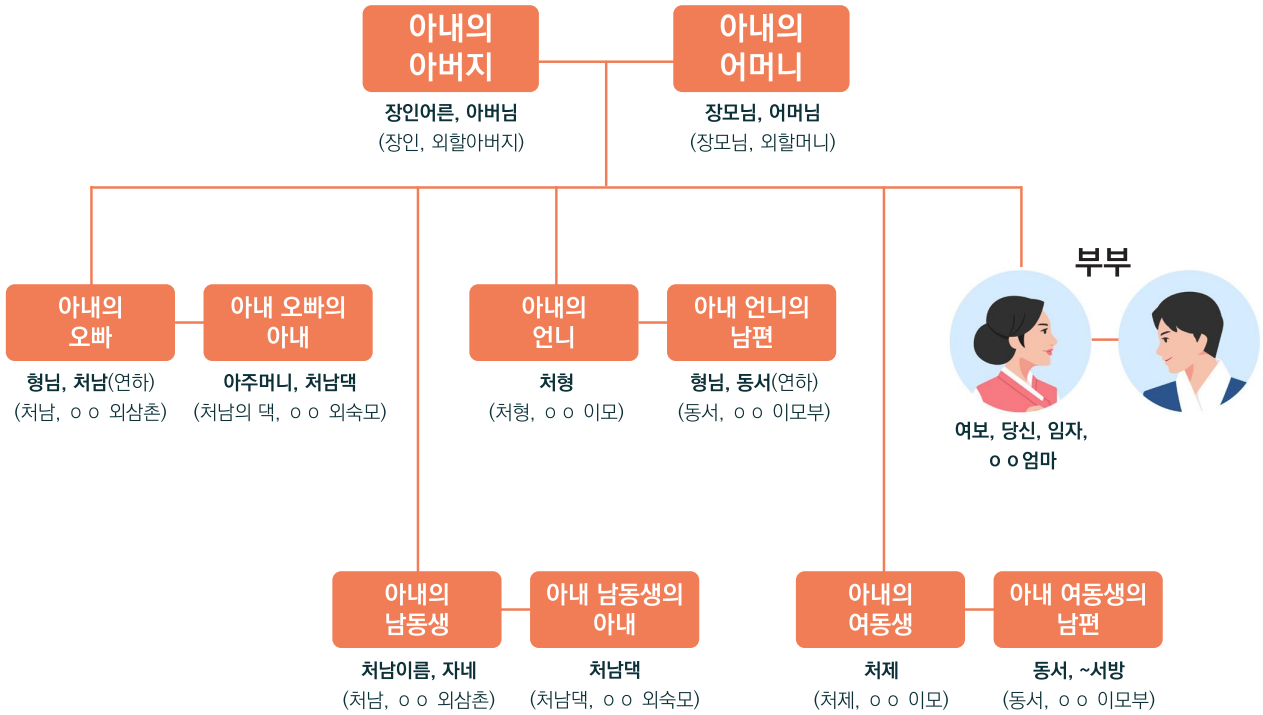 아내의
아버지
아내의
어머니
장인어른, 아버님
(장인, 외할아버지)
장모님, 어머님
(장모님, 외할머니)
부부
아내의
오빠
아내 오빠의
아내
아내의
언니
아내 언니의
남편
형님, 처남(연하)
(처남, ㅇㅇ 외삼촌)
아주머니, 처남댁
(처남의 댁, ㅇㅇ 외숙모)
처형
(처형, ㅇㅇ 이모)
형님, 동서(연하)
(동서, ㅇㅇ 이모부)
여보, 당신, 임자,
ㅇㅇ엄마
아내의
남동생
아내 남동생의
아내
아내의
여동생
아내 여동생의
남편
처남이름, 자네
(처남, ㅇㅇ 외삼촌)
처남댁
(처남댁, ㅇㅇ 외숙모)
처제
(처제, ㅇㅇ 이모)
동서, ~서방
(동서, ㅇㅇ 이모부)